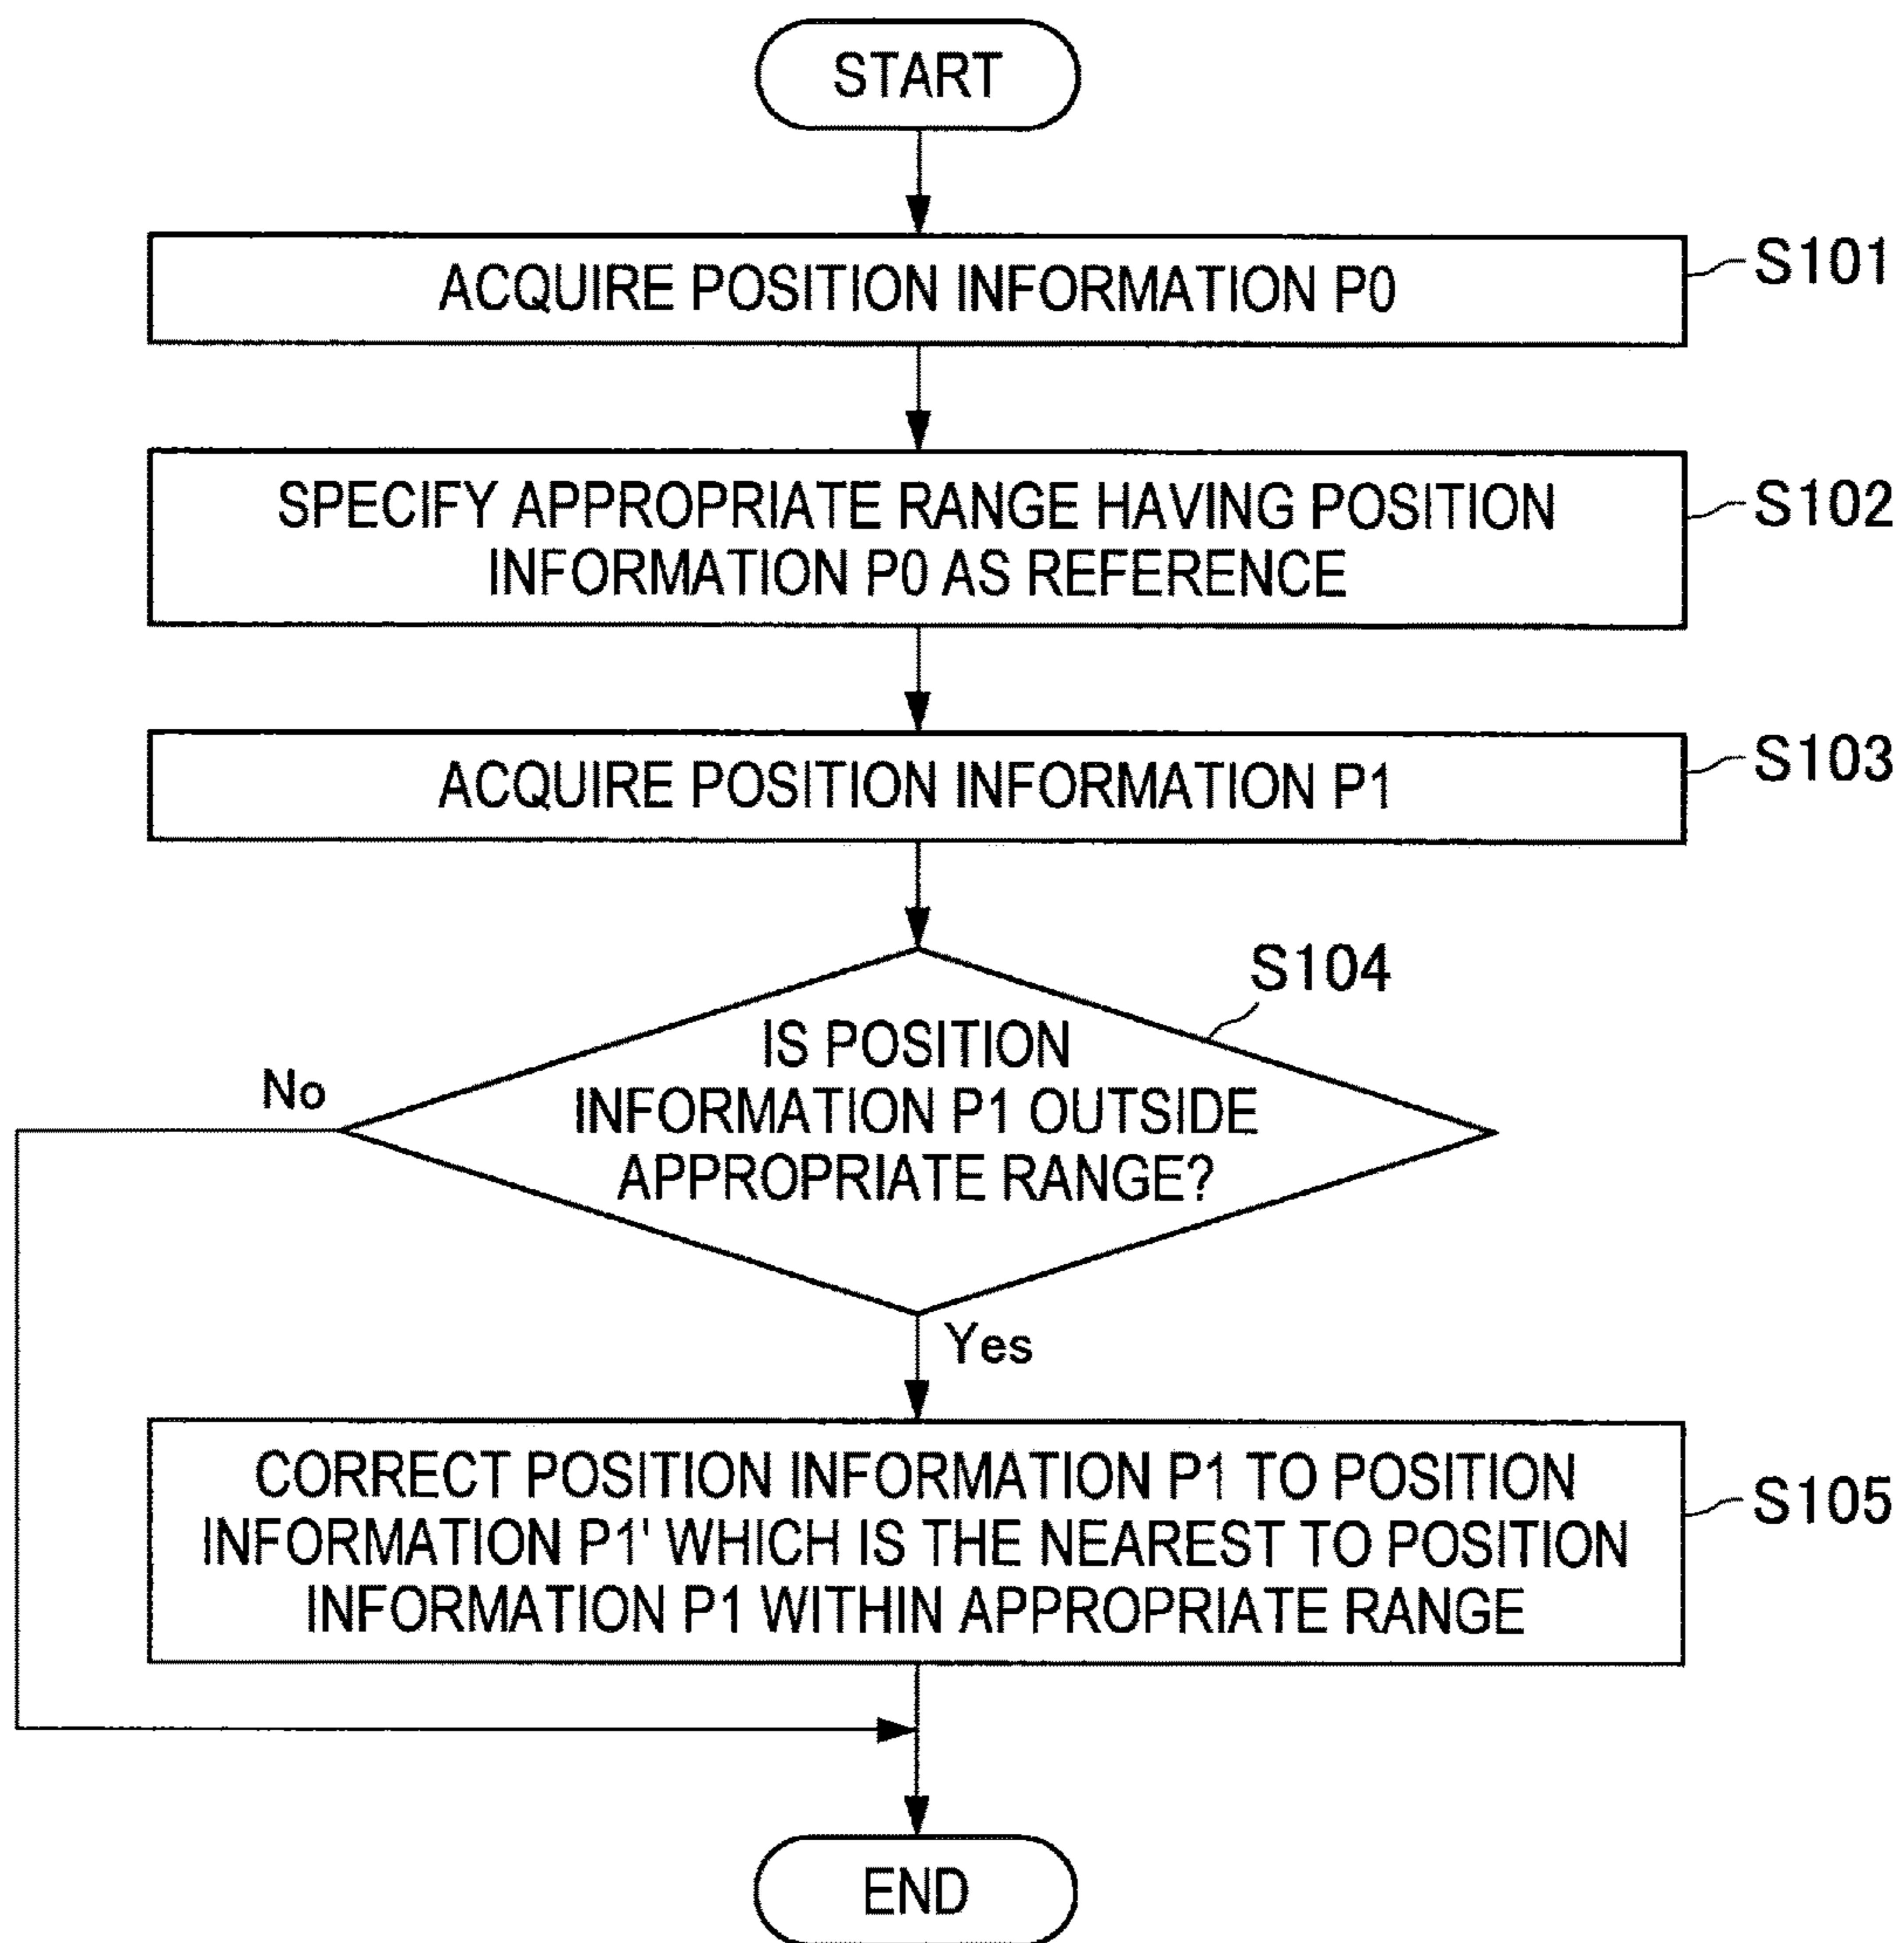 START
ACQUIRE POSITION INFORMATION P0
S101
SPECIFY APPROPRIATE RANGE HAVING POSITION
INFORMATION P0 AS REFERENCE
S102
ACQUIRE POSITION INFORMATION P1
S103
S104
IS POSITION
INFORMATION P1 OUTSIDE
APPROPRIATE RANGE?
No
Yes
CORRECT POSITION INFORMATION P1 TO POSITION
INFORMATION P1' WHICH IS THE NEAREST TO POSITION
INFORMATION P1 WITHIN APPROPRIATE RANGE
S105
END